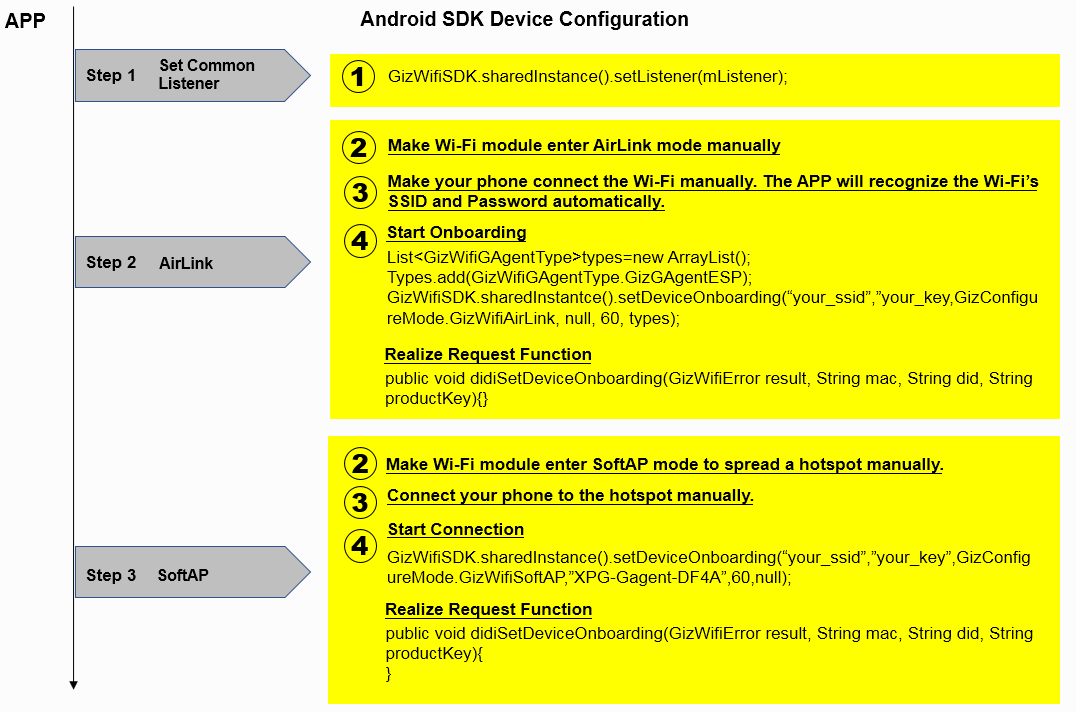 APP
Android SDK Device Configuration
Step 1
Set Common
Listener
1
GizWifiSDK.sharedInstance().setListener(mListener);
2
Make Wi-Fi module enter AirLink mode manually
3
Make your phone connect the Wi-Fi manually. The APP will recognize the Wi-Fi’s
SSID and Password automatically.
Step 2
AirLink
4
Start Onboarding
List<GizWifiGAgentType>types=new ArrayList();
Types.add(GizWifiGAgentType.GizGAgentESP);
GizWifiSDK.sharedInstantce().setDeviceOnboarding(“your_ssid”,”your_key,GizConfigu
reMode.GizWifiAirLink, null, 60, types);
Realize Request Function
public void didiSetDeviceOnboarding(GizWifiError result, String mac, String did, String
productKey){}
2
Make Wi-Fi module enter SoftAP mode to spread a hotspot manually.
3
Connect your phone to the hotspot manually.
Step 3
SoftAP
4
Start Connection
GizWifiSDK.sharedInstance().setDeviceOnboarding(“your_ssid”,”your_key”,GizConfig
ureMode.GizWifiSoftAP,”XPG-Gagent-DF4A”,60,null);
Realize Request Function
public void didiSetDeviceOnboarding(GizWifiError result, String mac, String did, String
productKey){
}